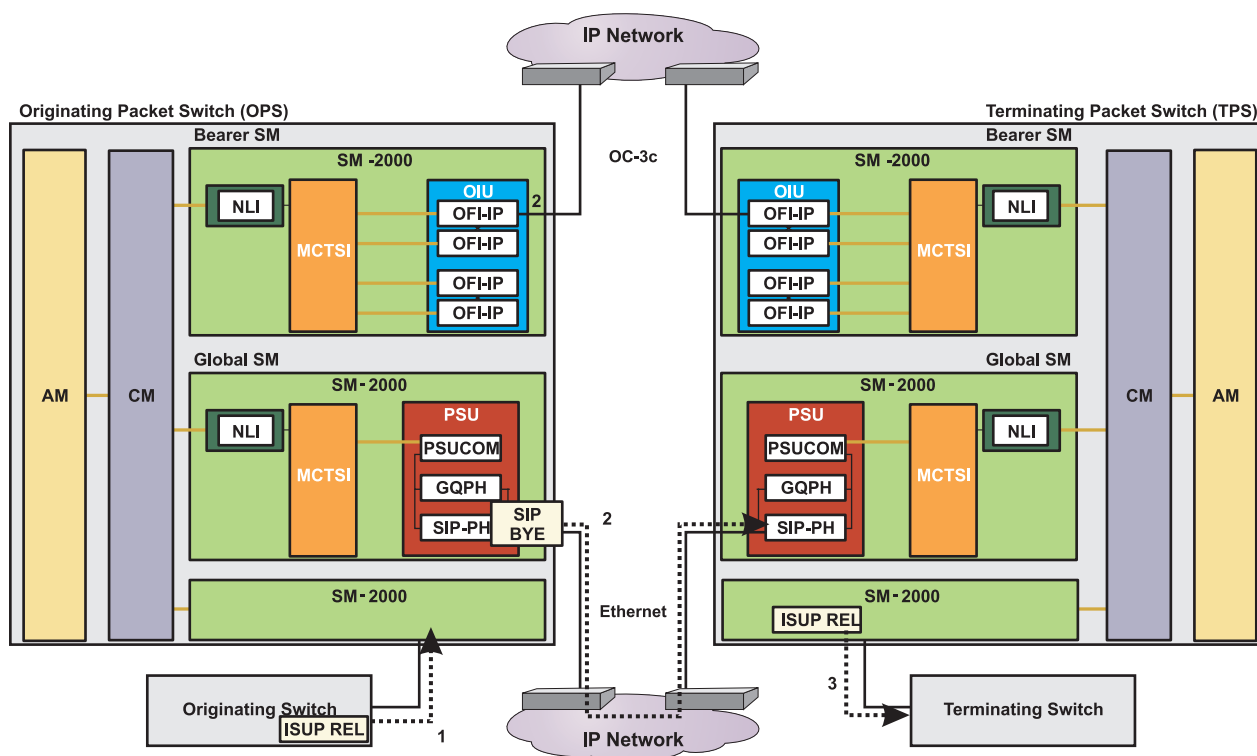 IP Network
Originating Packet Switch (OPS)
Terminating Packet Switch (TPS)
Bearer SM
SM -2000
NLI
MCTSI
OIU
OFI-IP
OFI-IP
OFI-IP
OFI-IP
2
OC-3c
Bearer SM
SM -2000
OIU
OFI-IP
OFI-IP
OFI-IP
OFI-IP
MCTSI
NLI
AM
CM
Global SM
SM-2000
NLI
MCTSI
PSU
PSUCOM
GQPH
SIP-PH
SIP
BYE
2
Global SM
SM-2000
PSU
PSUCOM
GQPH
SIP-PH
MCTSI
NLI
CM
AM
SM-2000
Ethernet
SM-2000
ISUP REL
Originating Switch
ISUP REL
1
IP Network
3
Terminating Switch